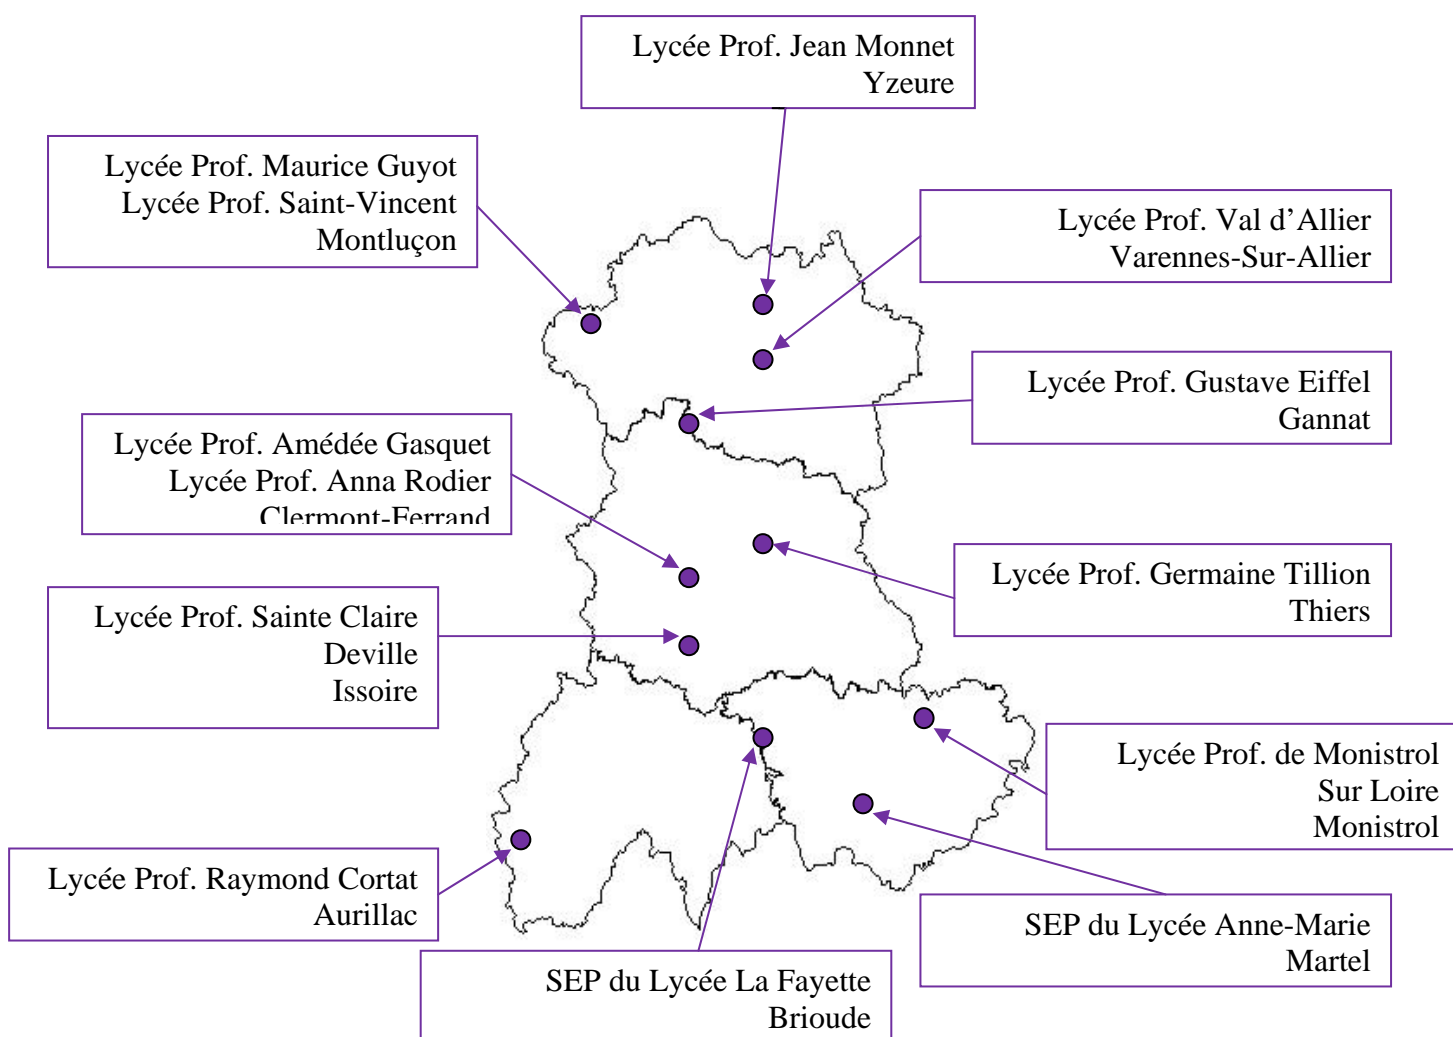 Lycée Prof. Jean Monnet
Yzeure
Lycée Prof. Maurice Guyot
Lycée Prof. Saint-Vincent
Montluçon
Lycée Prof. Val d’Allier
Varennes-Sur-Allier
Lycée Prof. Gustave Eiffel
Gannat
Lycée Prof. Amédée Gasquet
Lycée Prof. Anna Rodier
Clermont-Ferrand
Lycée Prof. Germaine Tillion
Thiers
Lycée Prof. Sainte Claire
Deville
Issoire
Lycée Prof. de Monistrol
Sur Loire
Monistrol
Lycée Prof. Raymond Cortat
Aurillac
SEP du Lycée Anne-Marie
Martel
SEP du Lycée La Fayette
Brioude